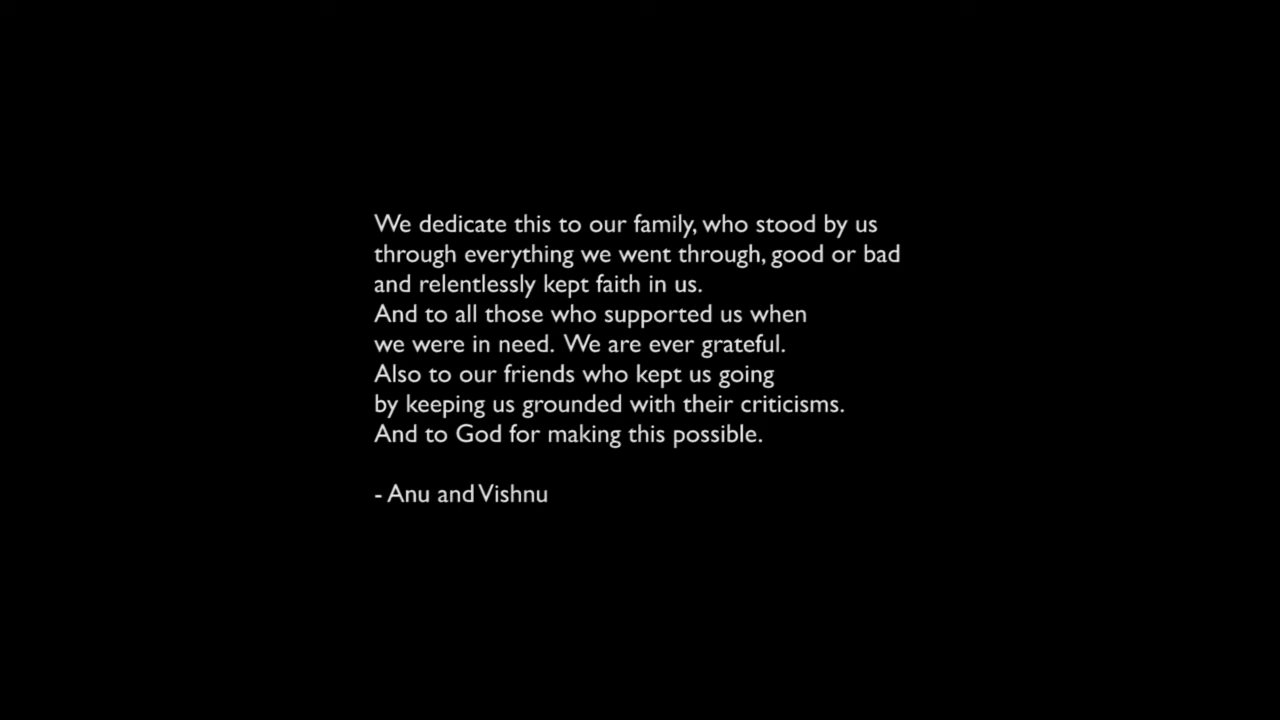 We dedicate this to our family, who stood by us
through everything we went through, good or bad
and relentlessly kept faith in us.
And to all those who supported us when
we were in need. We are ever grateful.
Also to our friends who kept us going
by keeping us grounded with their criticisms.
And to God for making this possible.
- Anu and Vishnu